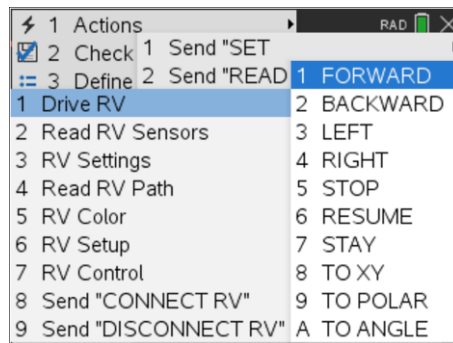 1 Actions
RAD
2 Check
1 Send "SET
3 Define
2 Send "READ
1 Drive RV
2 Read RV Sensors
3 RV Settings
4 Read RV Path
5 RV Color
6 RV Setup
7 RV Control
8 Send "CONNECT RV"
9 Send "DISCONNECT RV"
1 FORWARD
2 BACKWARD
3 LEFT
4 RIGHT
5 STOP
6 RESUME
7 STAY
8 TO XY
9 TO POLAR
A TO ANGLE